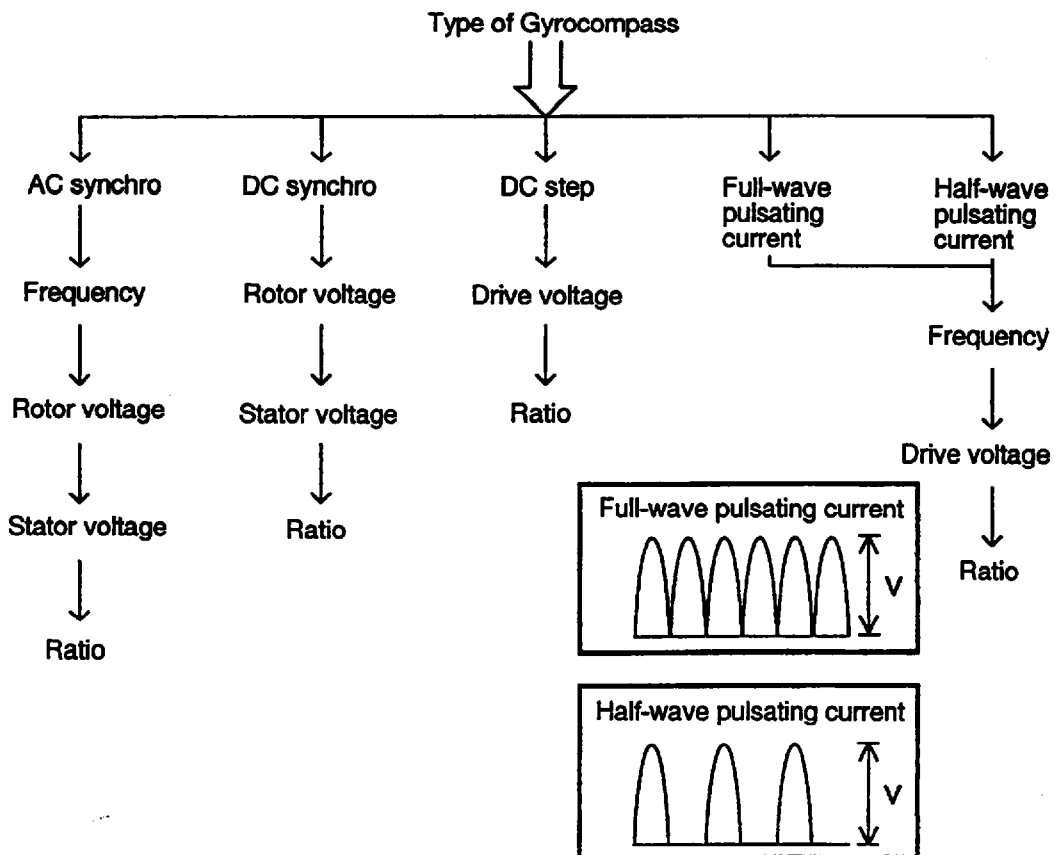 Type of Gyrocompass
AC synchro
DC synchro
DC step
Full-wave
pulsating
current
Half-wave
pulsating
current
Frequency
Rotor voltage
Drive voltage
Frequency
Rotor voltage
Stator voltage
Ratio
Drive voltage
Stator voltage
Ratio
Ratio
Ratio
Full-wave pulsating current
V
Half-wave pulsating current
V